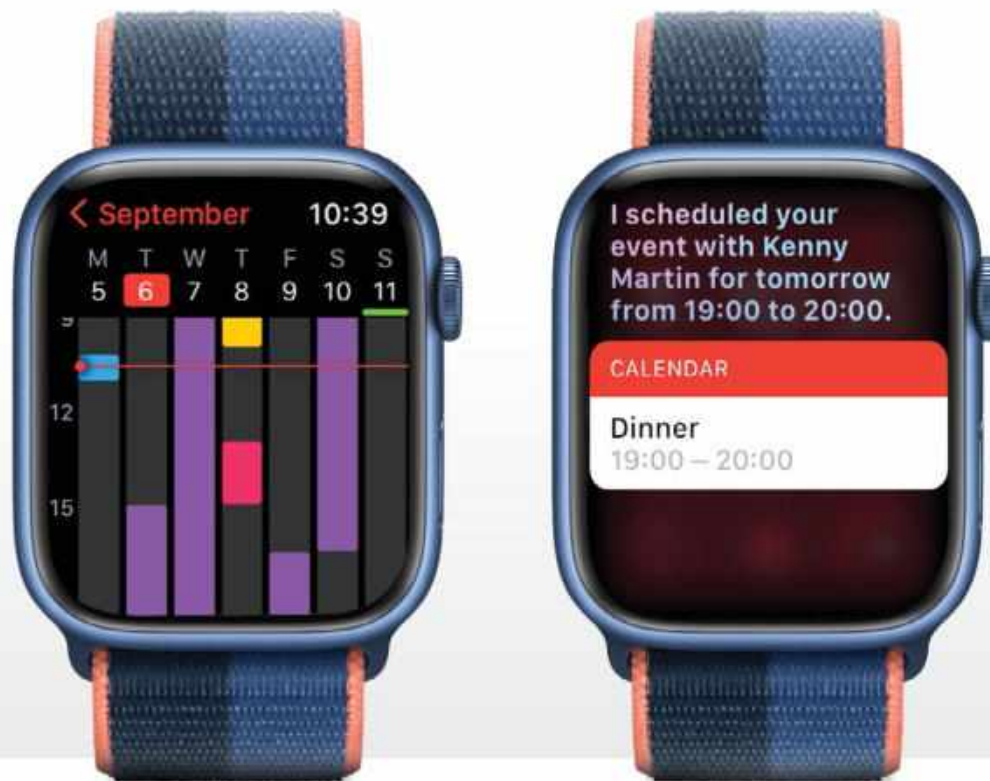 < September 10:39
M T W T F S S
5 6 7 8 9 10 11
9
12
15
I scheduled your
event with Kenny
Martin for tomorrow
from 19:00 to 20:00.
CALENDAR
Dinner
19:00 – 20:00